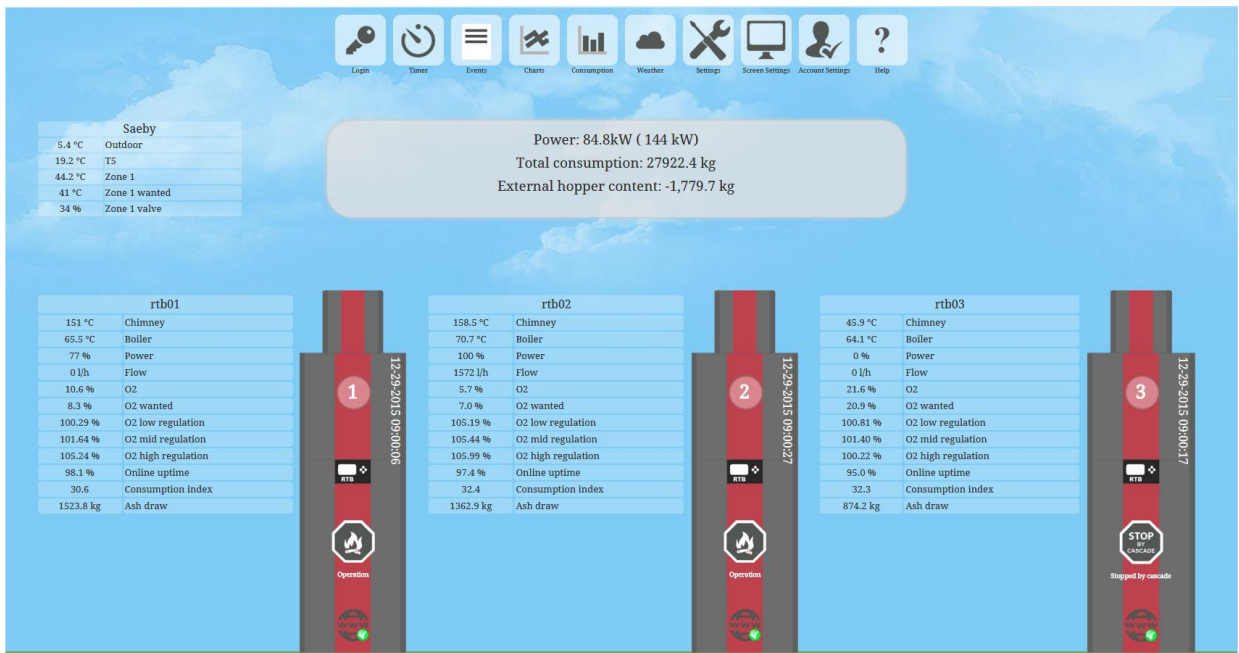 Login Timer Events Charts Consumption Weather Settings Screen Settings Account Settings ? Help
Saeby
5.4 °C Outdoor
19.2 °C T5
44.2 °C Zone 1
41 °C Zone 1 wanted
34 % Zone 1 valve
Power: 84.8kW ( 144 kW)
Total consumption: 27922.4 kg
External hopper content: -1,779.7 kg
rtb01
151 °C Chimney
65.5 °C Boiler
77 % Power
0 l/h Flow
10.6 % O2
8.3 % O2 wanted
100.29 % O2 low regulation
101.64 % O2 mid regulation
105.24 % O2 high regulation
98.1 % Online uptime
30.6 Consumption index
1523.8 kg Ash draw
1
12-29-2015 09:00:06
RTB
Operation
www
rtb02
158.5 °C Chimney
70.7 °C Boiler
100 % Power
1572 l/h Flow
5.7 % O2
7.0 % O2 wanted
105.19 % O2 low regulation
105.44 % O2 mid regulation
105.99 % O2 high regulation
97.4 % Online uptime
32.4 Consumption index
1362.9 kg Ash draw
2
12-29-2015 09:00:27
RTB
Operation
www
rtb03
45.9 °C Chimney
64.1 °C Boiler
0 % Power
0 l/h Flow
21.6 % O2
20.9 % O2 wanted
100.81 % O2 low regulation
101.40 % O2 mid regulation
100.22 % O2 high regulation
95.0 % Online uptime
32.3 Consumption index
874.2 kg Ash draw
3
12-29-2015 09:00:17
RTB
STOP
BY
CASCADE
Stopped by cascade
www